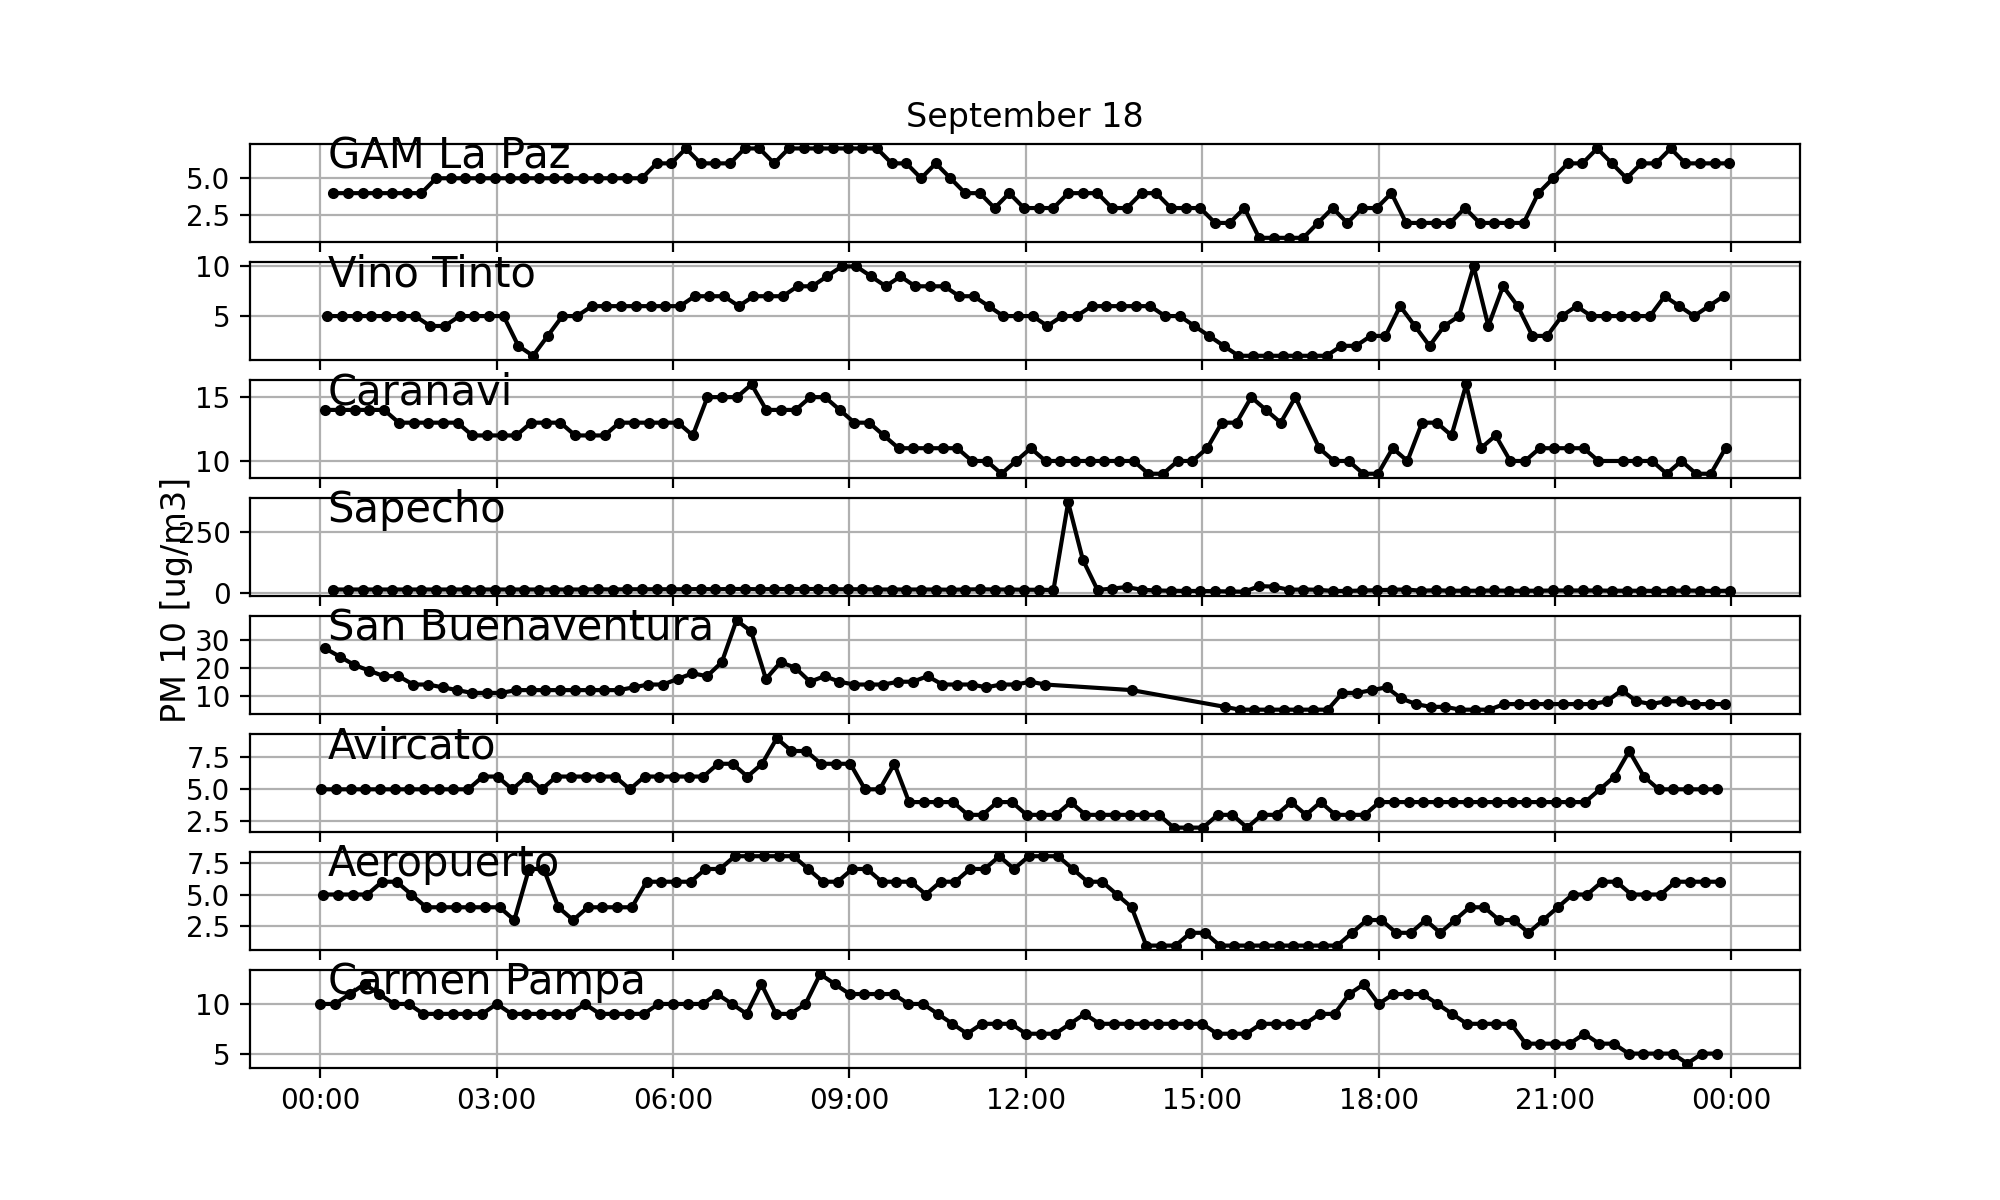 September 18
GAM La Paz
5.0
2.5
Vino Tinto
10
5
Caranavi
15
10
PM 10 [ug/m3]
Sapecho
250
0
San Buenaventura
30
20
10
Avircato
7.5
5.0
2.5
Aeropuerto
7.5
5.0
2.5
Carmen Pampa
10
5
00:00 03:00 06:00 09:00 12:00 15:00 18:00 21:00 00:00